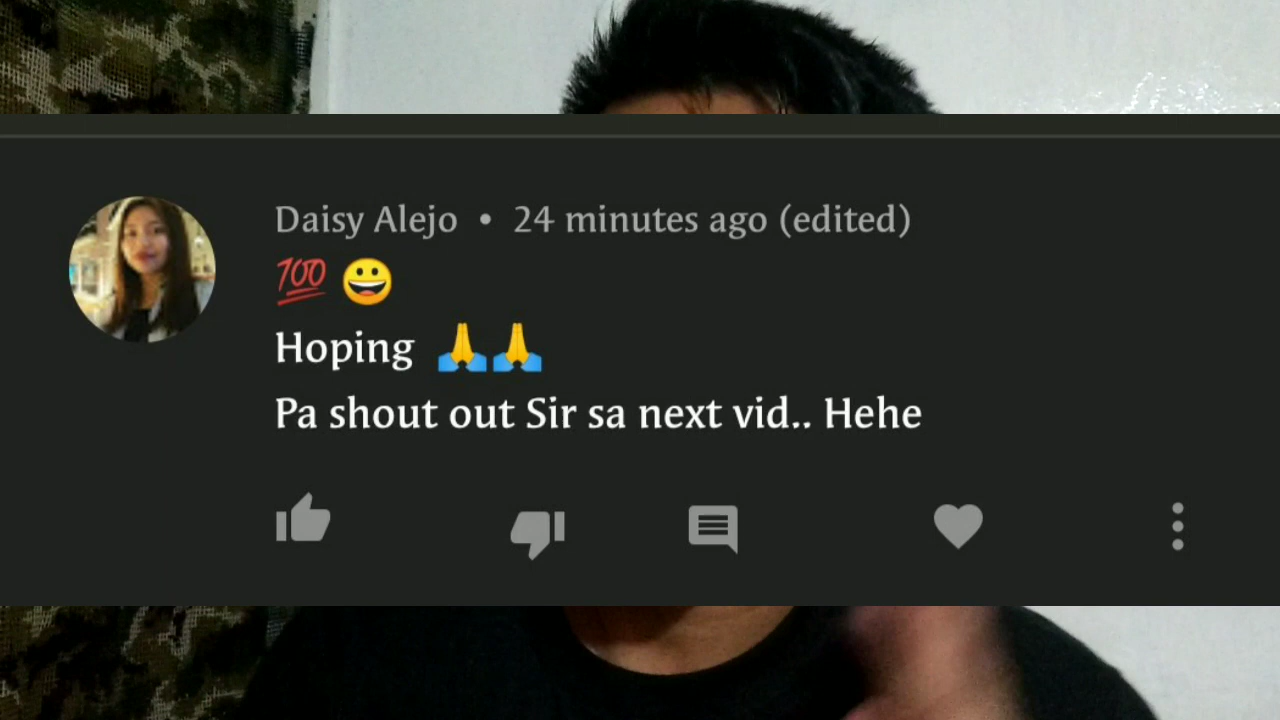 Daisy Alejo • 24 minutes ago (edited)
💯 😀
Hoping 🙏🙏
Pa shout out Sir sa next vid.. Hehe